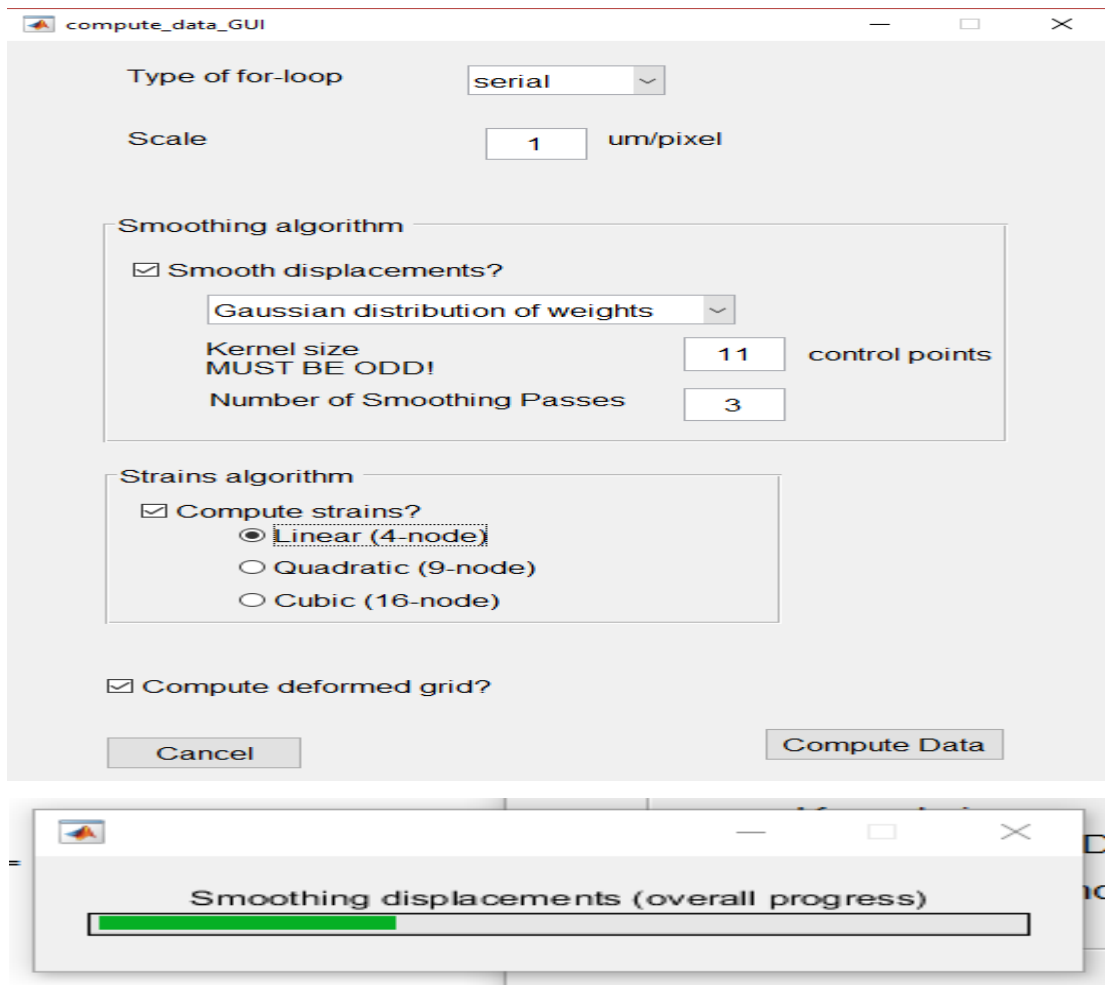 compute_data_GUI
Type of for-loop serial
Scale 1 um/pixel
Smoothing algorithm
Smooth displacements?
Gaussian distribution of weights
Kernel size
MUST BE ODD! 11 control points
Number of Smoothing Passes 3
Strains algorithm
Compute strains?
Linear (4-node)
Quadratic (9-node)
Cubic (16-node)
Compute deformed grid?
Cancel Compute Data
Smoothing displacements (overall progress)